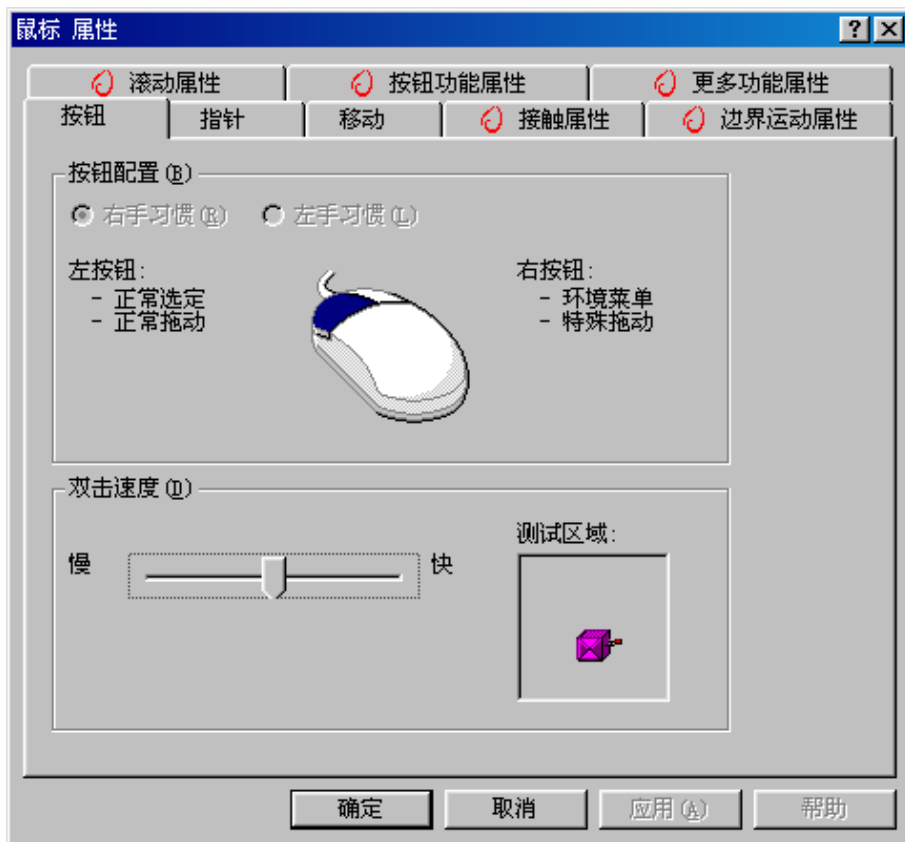 鼠标 属性
滚动属性 按钮功能属性 更多功能属性
按钮 指针 移动 接触属性 边界运动属性
按钮配置(B)
右手习惯(R) 左手习惯(L)
左按钮: 右按钮:
- 正常选定 - 环境菜单
- 正常拖动 - 特殊拖动
双击速度(D)
测试区域:
慢 快
确定 取消 应用(A) 帮助